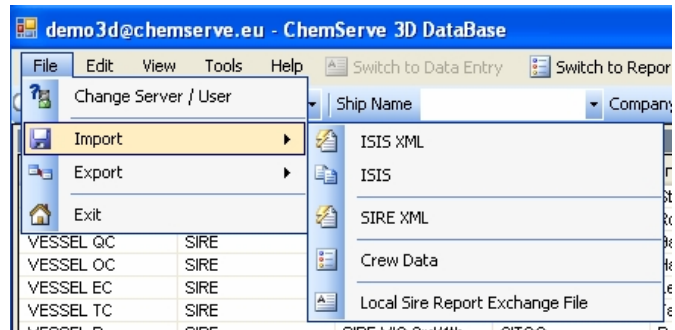 demo3d@chemserve.eu - ChemServe 3D DataBase
File Edit View Tools Help Switch to Data Entry Switch to Repor
Change Server / User
Ship Name Company
Import
ISIS XML
Export
ISIS
Exit
SIRE XML
VESSEL QC SIRE
VESSEL OC SIRE
Crew Data
VESSEL EC SIRE
VESSEL TC SIRE
Local Sire Report Exchange File